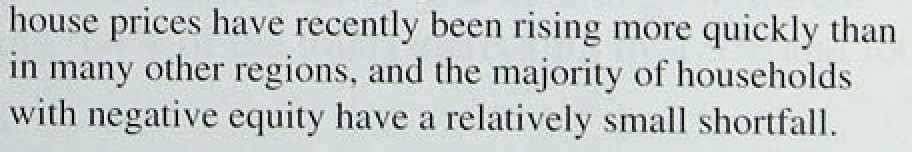 house prices have recently been rising more quickly than
in many other regions, and the majority of households
with negative equity have a relatively small shortfall.